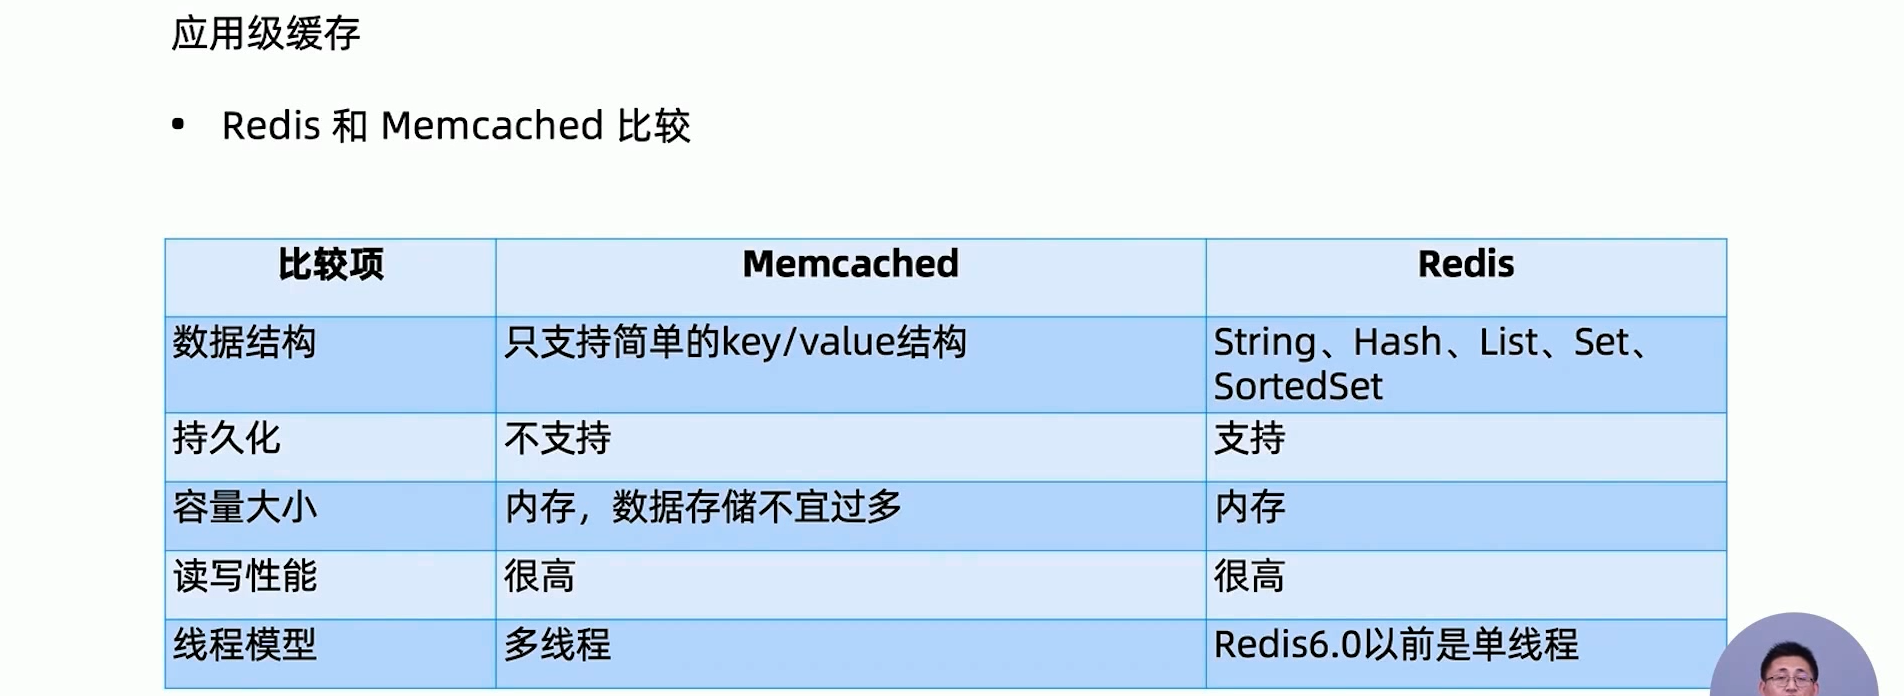 应用级缓存
• Redis 和 Memcached 比较
比较项 Memcached Redis
数据结构 只支持简单的key/value结构 String、Hash、List、Set、
SortedSet
持久化 不支持 支持
容量大小 内存，数据存储不宜过多 内存
读写性能 很高 很高
线程模型 多线程 Redis6.0以前是单线程